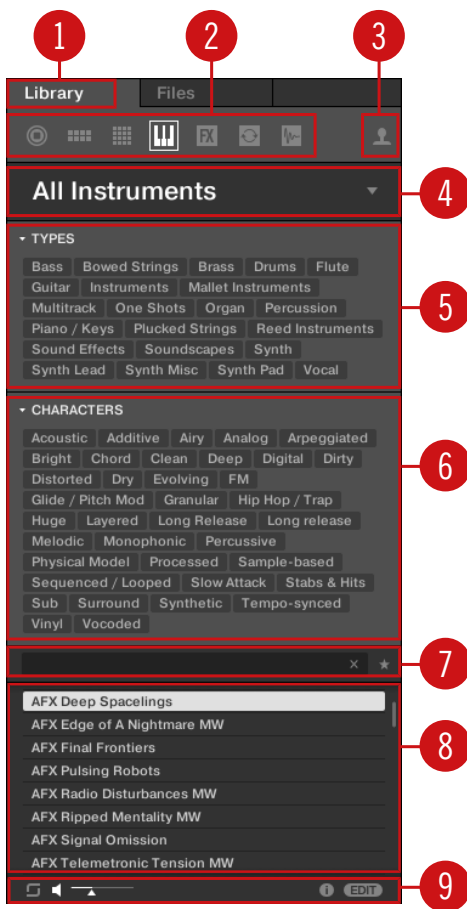 1 2 3
Library Files
FX
All Instruments
4
TYPES
Bass Bowed Strings Brass Drums Flute
Guitar Instruments Mallet Instruments
Multitrack One Shots Organ Percussion
5
Piano / Keys Plucked Strings Reed Instruments
Sound Effects Soundscapes Synth
Synth Lead Synth Misc Synth Pad Vocal
CHARACTERS
Acoustic Additive Airy Analog Arpeggiated
Bright Chord Clean Deep Digital Dirty
6
Distorted Dry Evolving FM
Glide / Pitch Mod Granular Hip Hop / Trap
Huge Layered Long Release Long release
Melodic Monophonic Percussive
Physical Model Processed Sample-based
Sequenced / Looped Slow Attack Stabs & Hits
Sub Surround Synthetic Tempo-synced
Vinyl Vocoded
7
AFX Deep Spacelings
AFX Edge of A Nightmare MW
8
AFX Final Frontiers
AFX Pulsing Robots
AFX Radio Disturbances MW
AFX Ripped Mentality MW
AFX Signal Omission
AFX Telemetronic Tension MW
i EDIT
9